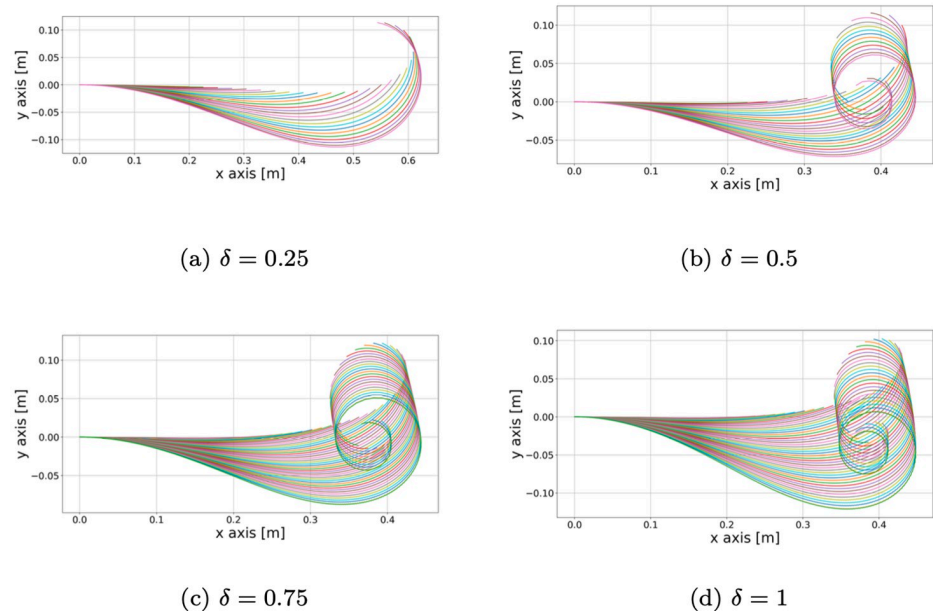 y axis [m]
0.10
0.05
0.00
−0.05
−0.10
0.0 0.1 0.2 0.3 0.4 0.5 0.6
x axis [m]
(a) δ = 0.25
y axis [m]
0.10
0.05
0.00
−0.05
0.0 0.1 0.2 0.3 0.4
x axis [m]
(b) δ = 0.5
y axis [m]
0.10
0.05
0.00
−0.05
0.0 0.1 0.2 0.3 0.4
x axis [m]
(c) δ = 0.75
y axis [m]
0.10
0.05
0.00
−0.05
−0.10
0.0 0.1 0.2 0.3 0.4
x axis [m]
(d) δ = 1